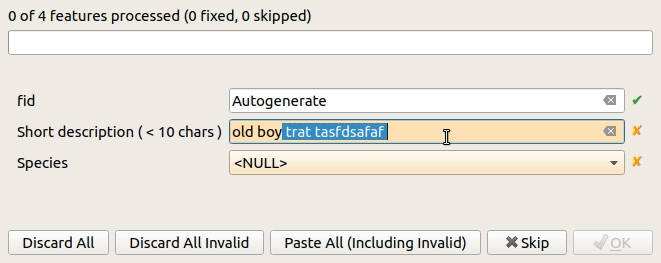 0 of 4 features processed (0 fixed, 0 skipped)
fid Autogenerate
Short description ( < 10 chars ) old boy trat tasfdsafaf
Species <NULL>
Discard All Discard All Invalid Paste All (Including Invalid) Skip OK